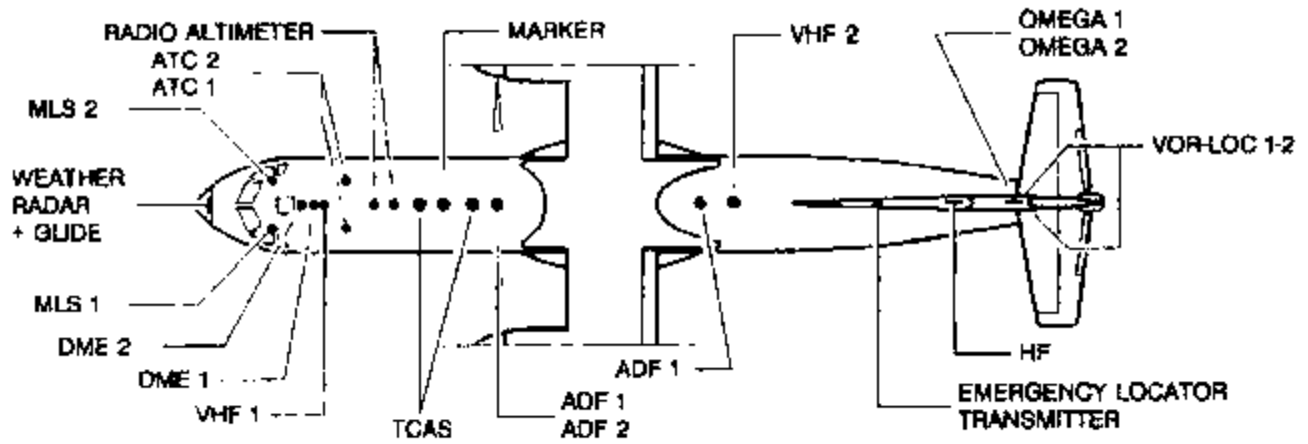 RADIO ALTIMETER
MARKER
VHF 2
OMEGA 1
OMEGA 2
ATC 2
ATC 1
MLS 2
VOR-LOC 1-2
WEATHER
RADAR
+ GLIDE
MLS 1
DME 2
DME 1
VHF 1
TCAS
ADF 1
ADF 2
ADF 1
HF
EMERGENCY LOCATOR
TRANSMITTER